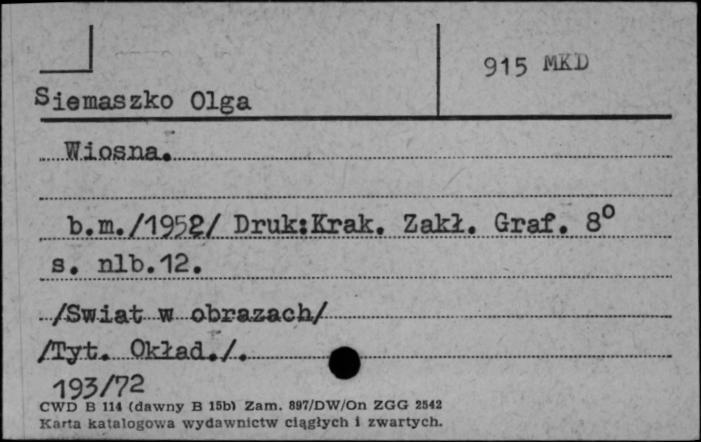 915 MKD
Siemaszko Olga
Wiosna.
b.m./1952/ Druk:Krak. Zakł. Graf. 8°
s. nlb.12.
/Swiat w obrazach/
/Tyt. Okład./.
193/72
CWD B 114 (dawny B 15b) Zam. 897/DW/On ZGG 2542
Karta katalogowa wydawnictw ciągłych i zwartych.